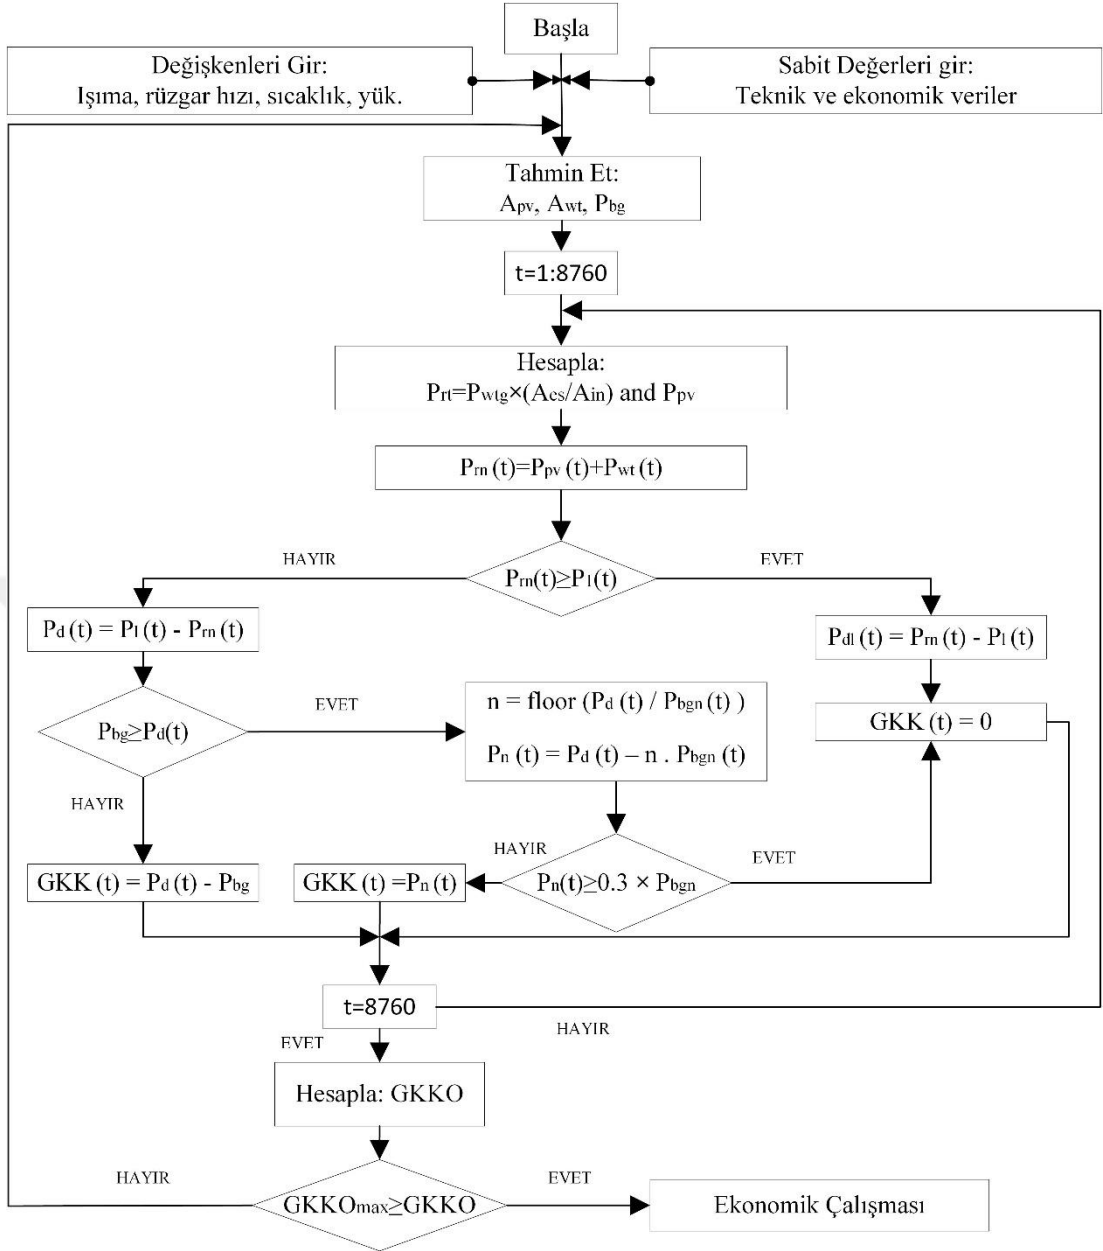 Başla
Değişkenleri Gir:
Işıma, rüzgar hızı, sıcaklık, yük.
Sabit Değerleri gir:
Teknik ve ekonomik veriler
Tahmin Et:
Apv, Awt, Pbg
t=1:8760
Hesapla:
Prt=Pwtg×(Acs/Ain) and Ppv
Prn (t)=Ppv (t)+Pwt (t)
HAYIR
EVET
Prn(t)≥Pl(t)
Pd (t) = Pl (t) - Prn (t)
Pdl (t) = Prn (t) - Pl (t)
Pbg≥Pd(t)
EVET
n = floor (Pd (t) / Pbgn (t) )
Pn (t) = Pd (t) – n . Pbgn (t)
GKK (t) = 0
HAYIR
GKK (t) = Pd (t) - Pbg
GKK (t) =Pn (t)
HAYIR
Pn(t)≥0.3 × Pbgn
EVET
t=8760
HAYIR
EVET
Hesapla: GKKO
HAYIR
GKKOmax≥GKKO
EVET
Ekonomik Çalışması